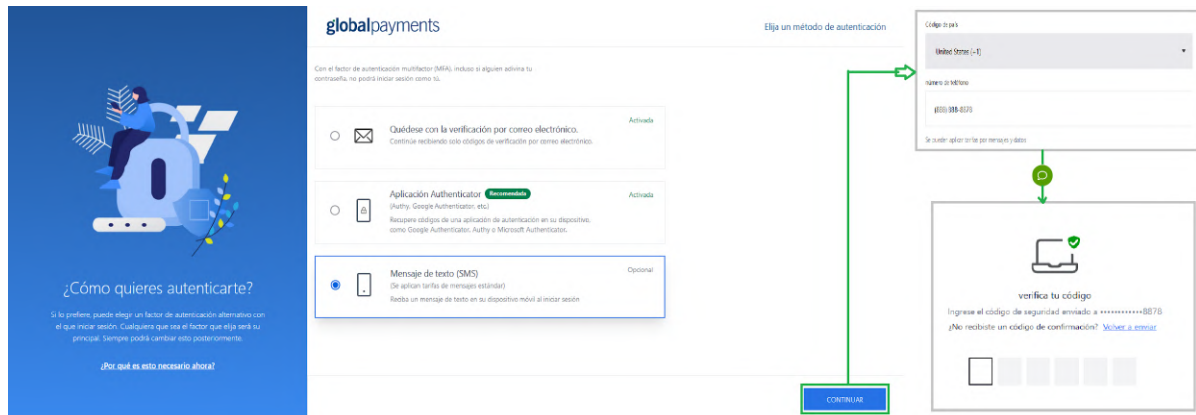 ¿Cómo quieres autenticarte?
Si lo prefiere, puede elegir un factor de autenticación alternativo con
el que iniciar sesión. Cualquiera que sea el factor que elija será su
principal. Siempre podrá cambiar esto posteriormente.
¿Por qué es esto necesario ahora?
globalpayments
Elija un método de autenticación
Con el factor de autenticación multifactor (MFA), incluso si alguien adivina tu
contraseña, no podrá iniciar sesión como tú.
Quédese con la verificación por correo electrónico.
Activada
Continúe recibiendo solo códigos de verificación por correo electrónico.
Aplicación Authenticator Recomendada
Activada
(Authy, Google Authenticator, etc.)
Recupere códigos de una aplicación de autenticación en su dispositivo,
como Google Authenticator, Authy o Microsoft Authenticator.
Mensaje de texto (SMS)
Opcional
(Se aplican tarifas de mensajes estándar)
Reciba un mensaje de texto en su dispositivo móvil al iniciar sesión
CONTINUAR
Código de país
United States (+1)
número de teléfono
(888) 988-8878
Se pueden aplicar tarifas por mensajes y datos
verifica tu código
Ingrese el código de seguridad enviado a ••••••••••••8878
¿No recibiste un código de confirmación? Volver a enviar